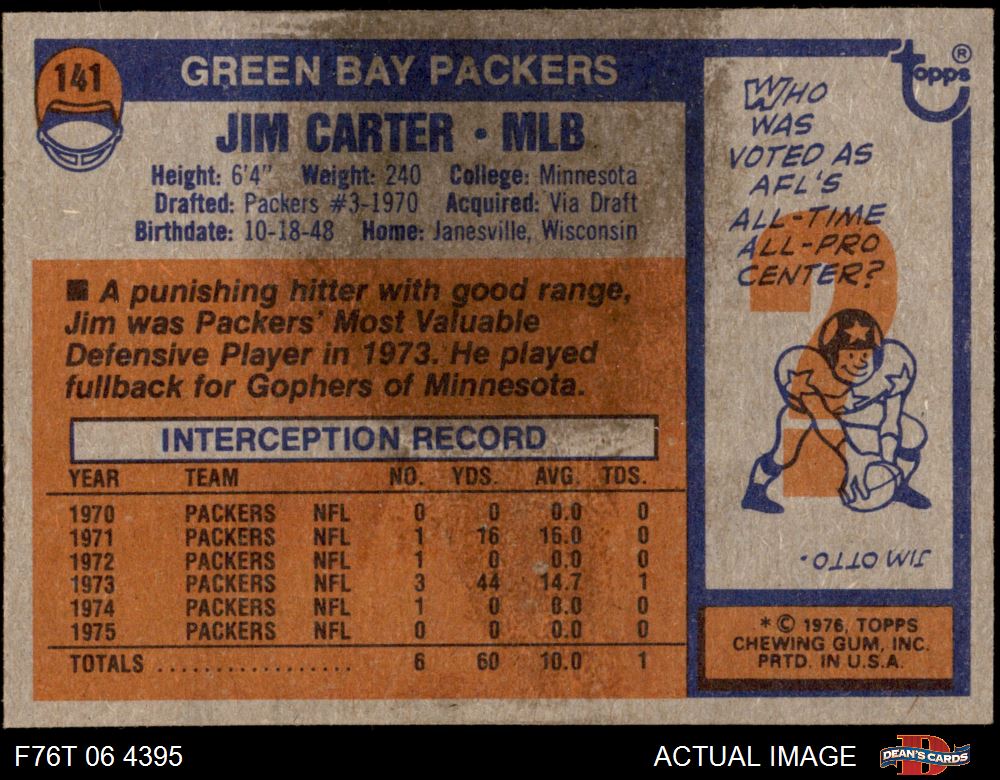 141
GREEN BAY PACKERS
JIM CARTER • MLB
Height: 6'4" Weight: 240 College: Minnesota
Drafted: Packers #3-1970 Acquired: Via Draft
Birthdate: 10-18-48 Home: Janesville, Wisconsin
■ A punishing hitter with good range,
Jim was Packers' Most Valuable
Defensive Player in 1973. He played
fullback for Gophers of Minnesota.
INTERCEPTION RECORD
YEAR TEAM NO. YDS. AVG. TDS.
1970 PACKERS NFL 0 0 0.0 0
1971 PACKERS NFL 1 16 16.0 0
1972 PACKERS NFL 1 0 0.0 0
1973 PACKERS NFL 3 44 14.7 1
1974 PACKERS NFL 1 0 0.0 0
1975 PACKERS NFL 0 0 0.0 0
TOTALS .................. 6 60 10.0 1
Topps ®
WHO
WAS
VOTED AS
AFL'S
ALL-TIME
ALL-PRO
CENTER?
?
JIM OTTO.
* © 1976, TOPPS
CHEWING GUM, INC.
PRTD. IN U.S.A.
F76T 06 4395
ACTUAL IMAGE
DEAN'S CARDS